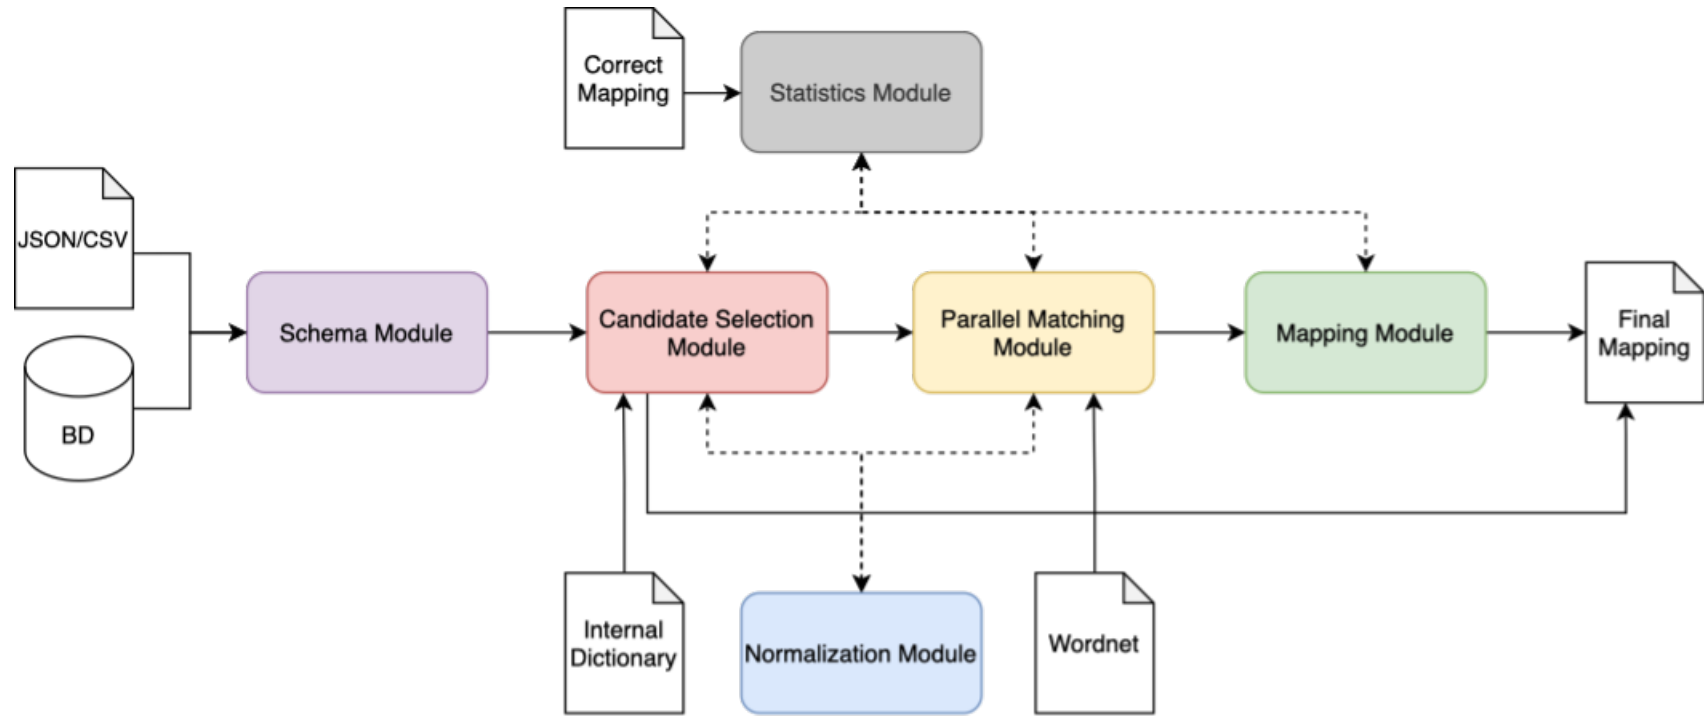 Correct
Mapping
Statistics Module
JSON/CSV
BD
Schema Module
Candidate Selection
Module
Parallel Matching
Module
Mapping Module
Final
Mapping
Internal
Dictionary
Normalization Module
Wordnet